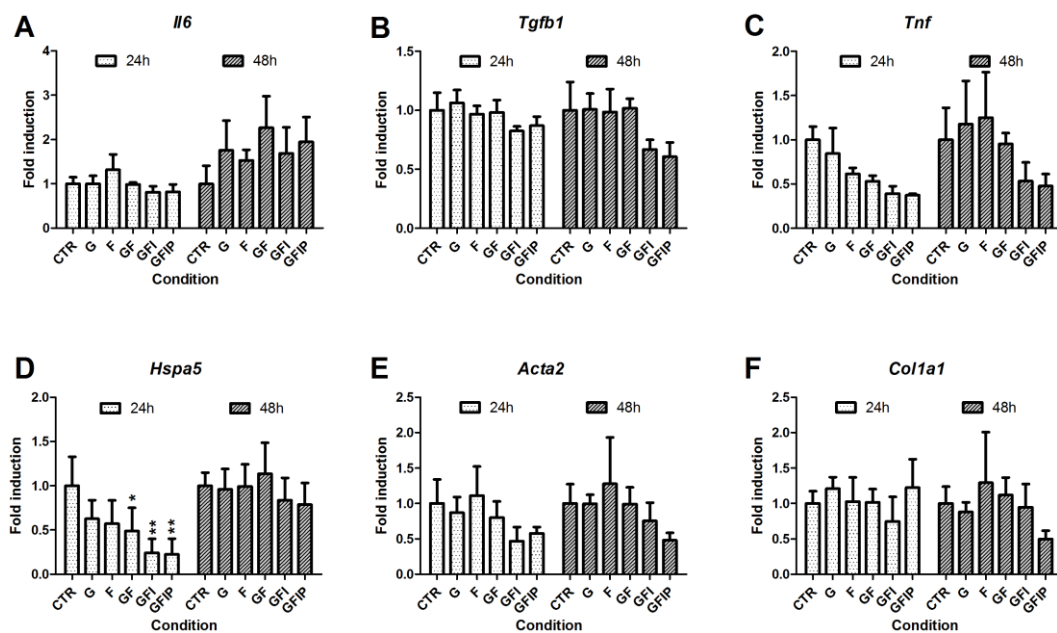 A
Il6
Fold induction
4
3
2
1
0
24h
48h
CTR G F GF GFI GFIP CTR G F GF GFI GFIP
Condition
B
Tgfb1
Fold induction
1.5
1.0
0.5
0.0
24h
48h
CTR G F GF GFI GFIP CTR G F GF GFI GFIP
Condition
C
Tnf
Fold induction
2.0
1.5
1.0
0.5
0.0
24h
48h
CTR G F GF GFI GFIP CTR G F GF GFI GFIP
Condition
D
Hspa5
Fold induction
2.0
1.5
1.0
0.5
0.0
24h
48h
* ** **
CTR G F GF GFI GFIP CTR G F GF GFI GFIP
Condition
E
Acta2
Fold induction
2.5
2.0
1.5
1.0
0.5
0.0
24h
48h
CTR G F GF GFI GFIP CTR G F GF GFI GFIP
Condition
F
Col1a1
Fold induction
2.5
2.0
1.5
1.0
0.5
0.0
24h
48h
CTR G F GF GFI GFIP CTR G F GF GFI GFIP
Condition